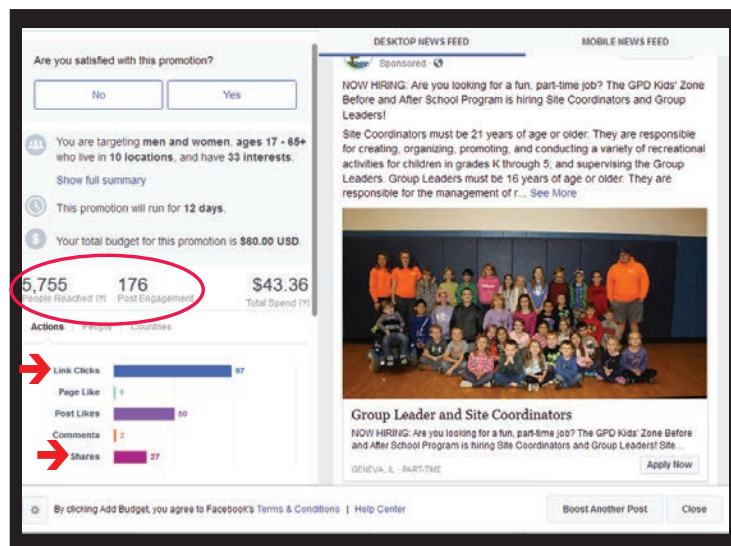 Are you satisfied with this promotion?
No
Yes
You are targeting men and women, ages 17 - 65+
who live in 10 locations, and have 33 interests.
Show full summary
This promotion will run for 12 days.
Your total budget for this promotion is $60.00 USD
5,755
176
$43.36
People Reached [?]
Post Engagement
Total Spend [?]
Actions
People
Countries
Link Clicks
97
Page Like
Post Likes
50
Comments
2
Shares
27
DESKTOP NEWS FEED
MOBILE NEWS FEED
Sponsored ·
NOW HIRING: Are you looking for a fun, part-time job? The GPD Kids' Zone
Before and After School Program is hiring Site Coordinators and Group
Leaders!
Site Coordinators must be 21 years of age or older. They are responsible
for creating, organizing, promoting, and conducting a variety of recreational
activities for children in grades K through 5; and supervising the Group
Leaders. Group Leaders must be 16 years of age or older. They are
responsible for the management of r... See More
Group Leader and Site Coordinators
NOW HIRING: Are you looking for a fun, part-time job? The GPD Kids' Zone Before
and After School Program is hiring Site Coordinators and Group Leaders! Site...
GENEVA, IL · PART-TIME
Apply Now
By clicking Add Budget, you agree to Facebook's Terms & Conditions | Help Center
Boost Another Post
Close